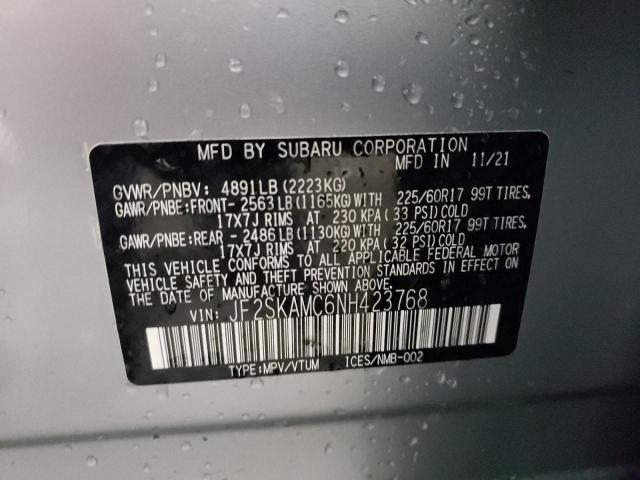 MFD BY SUBARU CORPORATION
MFD IN 11/21
GVWR/PNBV: 4891LB(2223KG)
GAWR/PNBE:FRONT- 2563LB(1165KG)WITH 225/60R17 99T TIRES,
17X7J RIMS AT 230 KPA(33 PSI)COLD
GAWR/PNBE:REAR - 2486LB(1130KG)WITH 225/60R17 99T TIRES,
17X7J RIMS AT 220 KPA(32 PSI)COLD
THIS VEHICLE CONFORMS TO ALL APPLICABLE FEDERAL MOTOR
VEHICLE SAFETY AND THEFT PREVENTION STANDARDS IN EFFECT
ON THE DATE OF MANUFACTURE SHOWN ABOVE.
VIN: JF2SKAMC6NH423768
TYPE:MPV/VTUM ICES/NMB-002